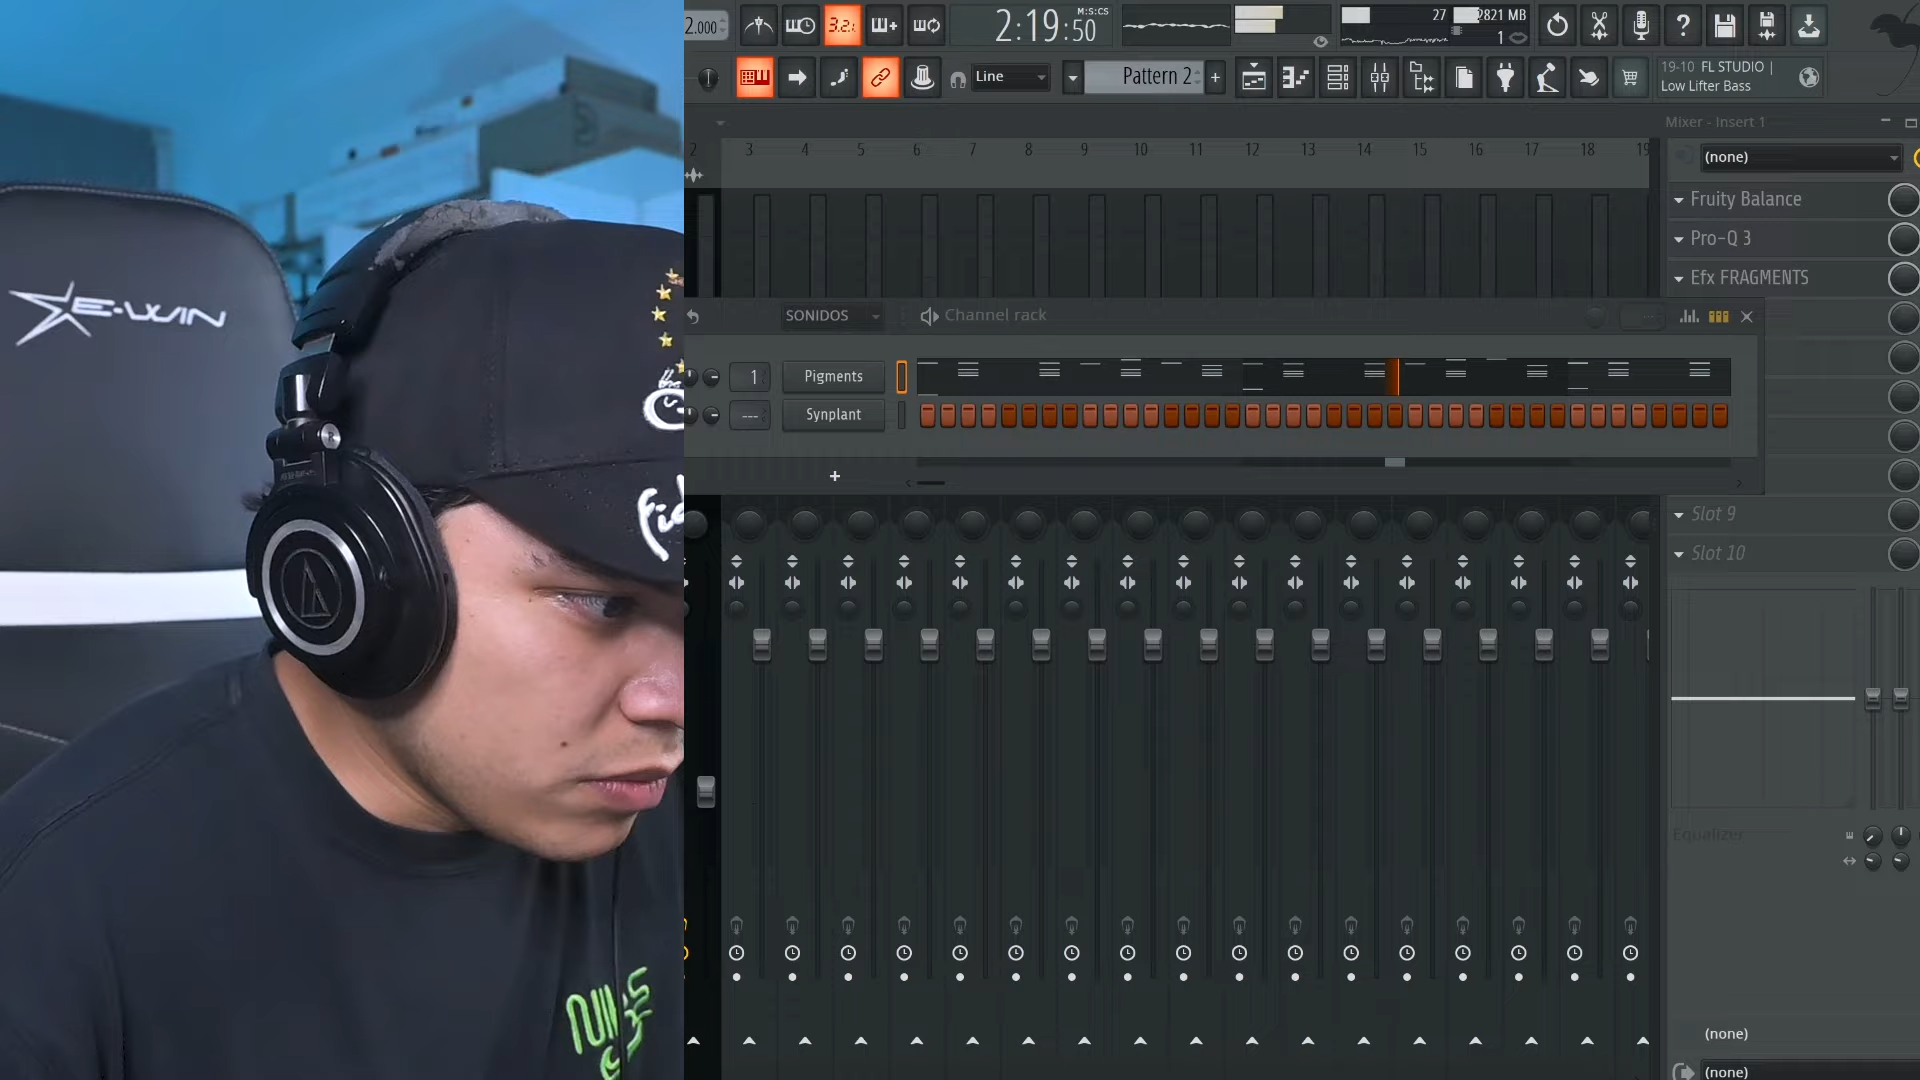 2.000
3.2.
2:19:50
M:S:CS
27
2821 MB
1
Line
Pattern 2
+
19-10 FL STUDIO |
Low Lifter Bass
Mixer - Insert 1
2 3 4 5 6 7 8 9 10 11 12 13 14 15 16 17 18 19
(none)
Fruity Balance
Pro-Q 3
Efx FRAGMENTS
SONIDOS
Channel rack
1
Pigments
---
Synplant
+
Slot 9
Slot 10
Equalizer
(none)
(none)
E-WIN
R